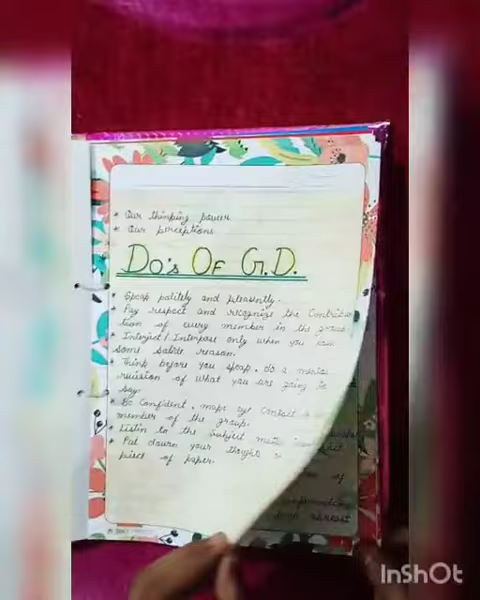 * Our thinking power
* Our perceptions
Do's Of G.D.
* Speak politely and pleasantly.
* Pay respect and recognize the Contribu
tion of every member in the group.
* Interject/Interpose only when you have
some sable reason.
* Think before you speak, do a mental
revision of what you are going to
say.
* Be Confident, make eye Contact
member of the group.
* Listen to the subject
* Put down your thoughts
piece of paper.
of
InShOt